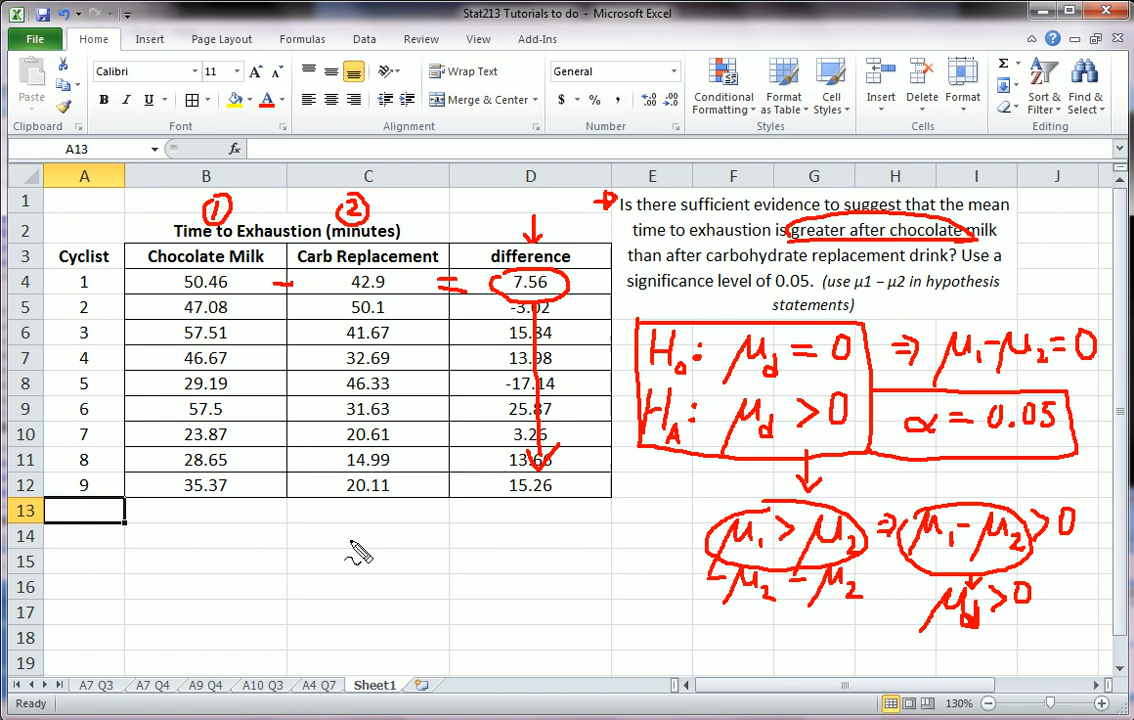 Stat213 Tutorials to do - Microsoft Excel
File Home Insert Page Layout Formulas Data Review View Add-Ins
Paste
Calibri 11
B I U
Wrap Text
Merge & Center
General
$ % ,
Conditional Formatting
Format as Table
Cell Styles
Insert Delete Format
Sort & Filter
Find & Select
Clipboard Font Alignment Number Styles Cells Editing
A13 fx
A B C D E F G H I J
1 ① ②
2 Time to Exhaustion (minutes)
3 Cyclist Chocolate Milk Carb Replacement difference
4 1 50.46 - 42.9 = 7.56
5 2 47.08 50.1 -3.02
6 3 57.51 41.67 15.84
7 4 46.67 32.69 13.98
8 5 29.19 46.33 -17.14
9 6 57.5 31.63 25.87
10 7 23.87 20.61 3.26
11 8 28.65 14.99 13.66
12 9 35.37 20.11 15.26
13
14
15
16
17
18
19
Is there sufficient evidence to suggest that the mean
time to exhaustion is greater after chocolate milk
than after carbohydrate replacement drink? Use a
significance level of 0.05. (use μ1 – μ2 in hypothesis
statements)
H₀: μd = 0 ⇒ μ₁-μ₂=0
HA: μd > 0 α = 0.05
μ₁ > μ₂ ⇒ μ₁ - μ₂ > 0
-μ₂ -μ₂ μd > 0
A7 Q3 A7 Q4 A9 Q4 A10 Q3 A4 Q7 Sheet1
Ready 130%